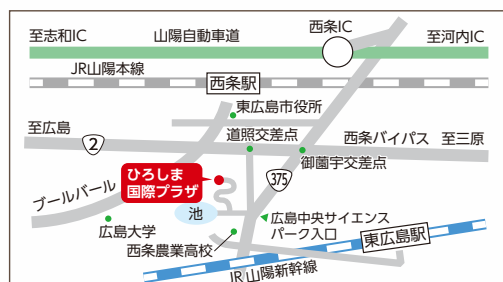 西条IC
至志和IC
山陽自動車道
至河内IC
JR山陽本線
西条駅
東広島市役所
至広島
2
道照交差点
西条バイパス
至三原
御薗宇交差点
ひろしま
国際プラザ
375
ブールバール
池
広島大学
広島中央サイエンス
パーク入口
西条農業高校
東広島駅
JR山陽新幹線